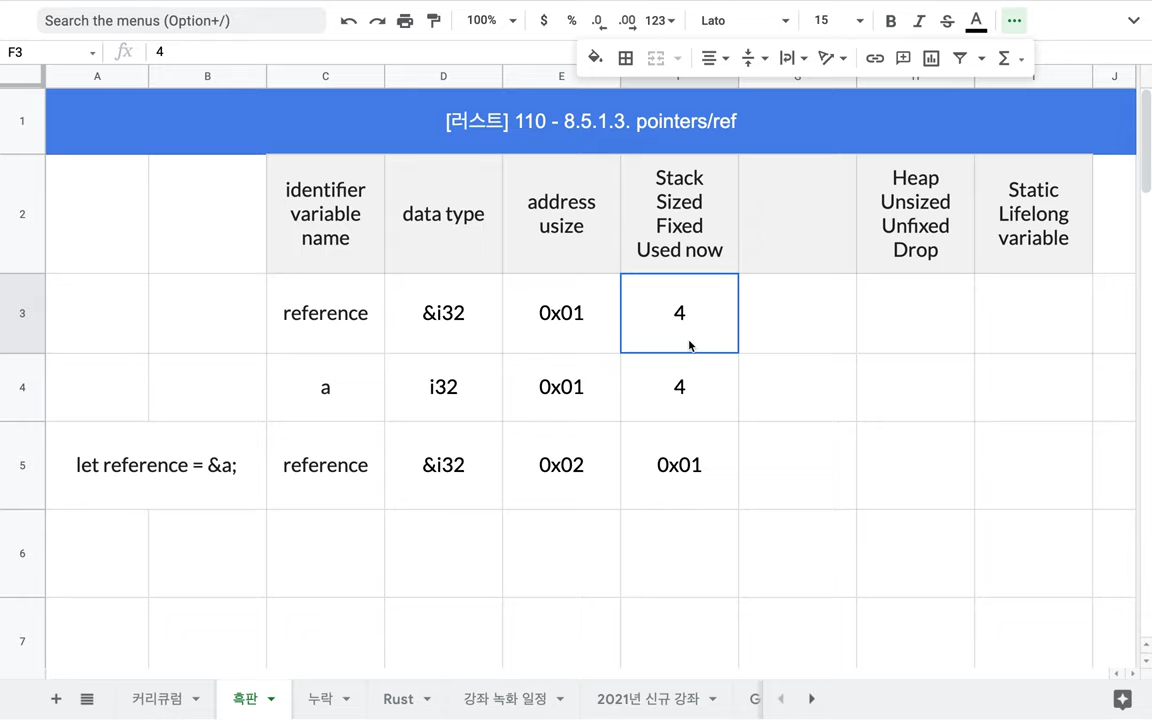 Search the menus (Option+/)
100%
$ % .0 .00 123
Lato
15
B I S A
F3
fx 4
A B C D E F G H I J
1
[러스트] 110 - 8.5.1.3. pointers/ref
2
identifier
variable
name
data type
address
usize
Stack
Sized
Fixed
Used now
Heap
Unsized
Unfixed
Drop
Static
Lifelong
variable
3
reference &i32 0x01 4
4
a i32 0x01 4
5
let reference = &a; reference &i32 0x02 0x01
6
7
커리큘럼 흑판 누락 Rust 강좌 녹화 일정 2021년 신규 강좌 G